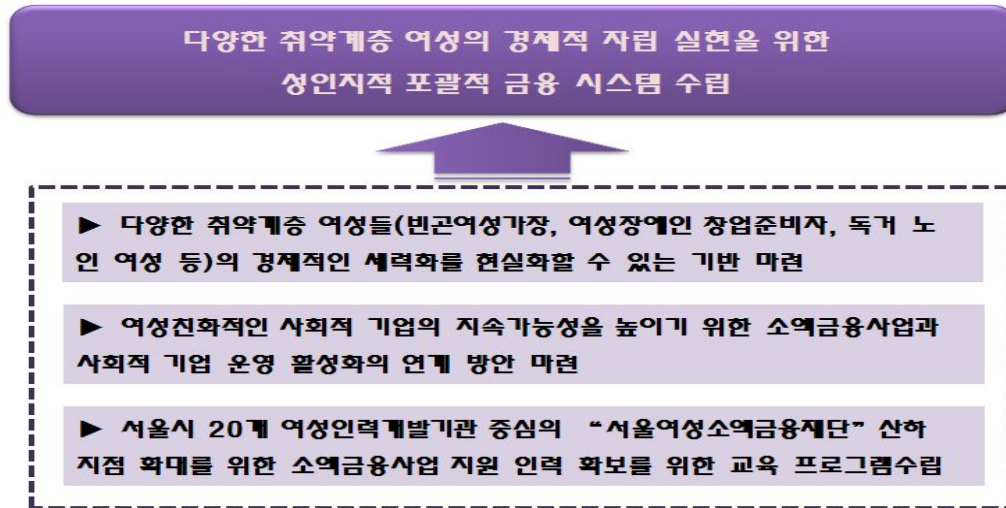 다양한 취약계층 여성의 경제적 자립 실현을 위한
성인지적 포괄적 금융 시스템 수립
▶ 다양한 취약계층 여성들(빈곤여성가장, 여성장애인 창업준비자, 독거 노
인 여성 등)의 경제적인 세력화를 현실화할 수 있는 기반 마련
▶ 여성친화적인 사회적 기업의 지속가능성을 높이기 위한 소액금융사업과
사회적 기업 운영 활성화의 연계 방안 마련
▶ 서울시 20개 여성인력개발기관 중심의 “서울여성소액금융재단” 산하
지점 확대를 위한 소액금융사업 지원 인력 확보를 위한 교육 프로그램수립